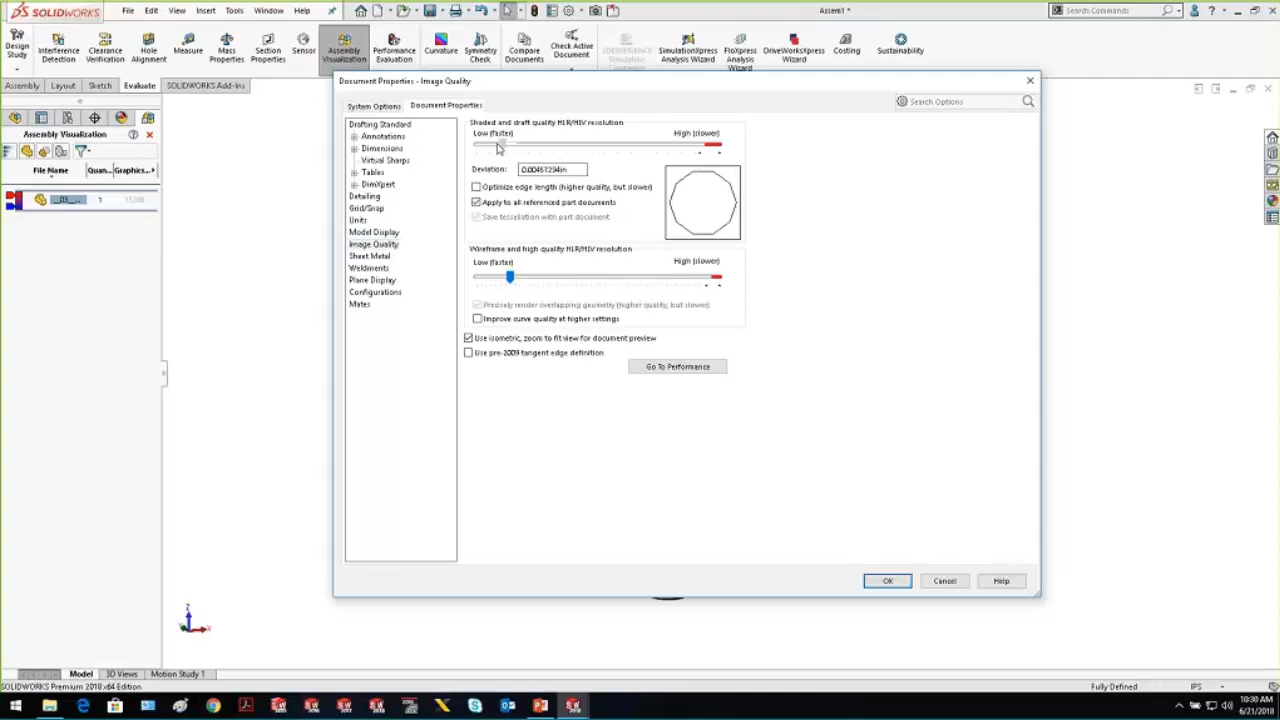 SOLIDWORKS File Edit View Insert Tools Window Help Assem1 * Search Commands
Design Study Interference Detection Clearance Verification Hole Alignment Measure Mass Properties Section Properties Sensor Assembly Visualization Performance Evaluation Curvature Symmetry Check Compare Documents Check Active Document SimulationXpress Analysis Wizard FloXpress Analysis Wizard DriveWorksXpress Wizard Costing Sustainability
Assembly Layout Sketch Evaluate SOLIDWORKS Add-Ins
Assembly Visualization
File Name Quan... Graphics...
1
Document Properties - Image Quality
System Options Document Properties Search Options
Drafting Standard
Annotations
Dimensions
Virtual Sharps
Tables
DimXpert
Detailing
Grid/Snap
Units
Model Display
Image Quality
Sheet Metal
Weldments
Plane Display
Configurations
Mates
Shaded and draft quality HLR/HLV resolution
Low (faster) High (slower)
Deviation: 0.00457294in
Optimize edge length (higher quality, but slower)
Apply to all referenced part documents
Save tessellation with part document
Wireframe and high quality HLR/HLV resolution
Low (faster) High (slower)
Precisely render overlapping geometry (higher quality, but slower)
Improve curve quality at higher settings
Use isometric, zoom to fit view for document preview
Use pre-2009 tangent edge definition
Go To Performance
OK Cancel Help
Z
X
Model 3D Views Motion Study 1
SOLIDWORKS Premium 2018 x64 Edition Fully Defined IPS
10:30 AM
6/21/2018